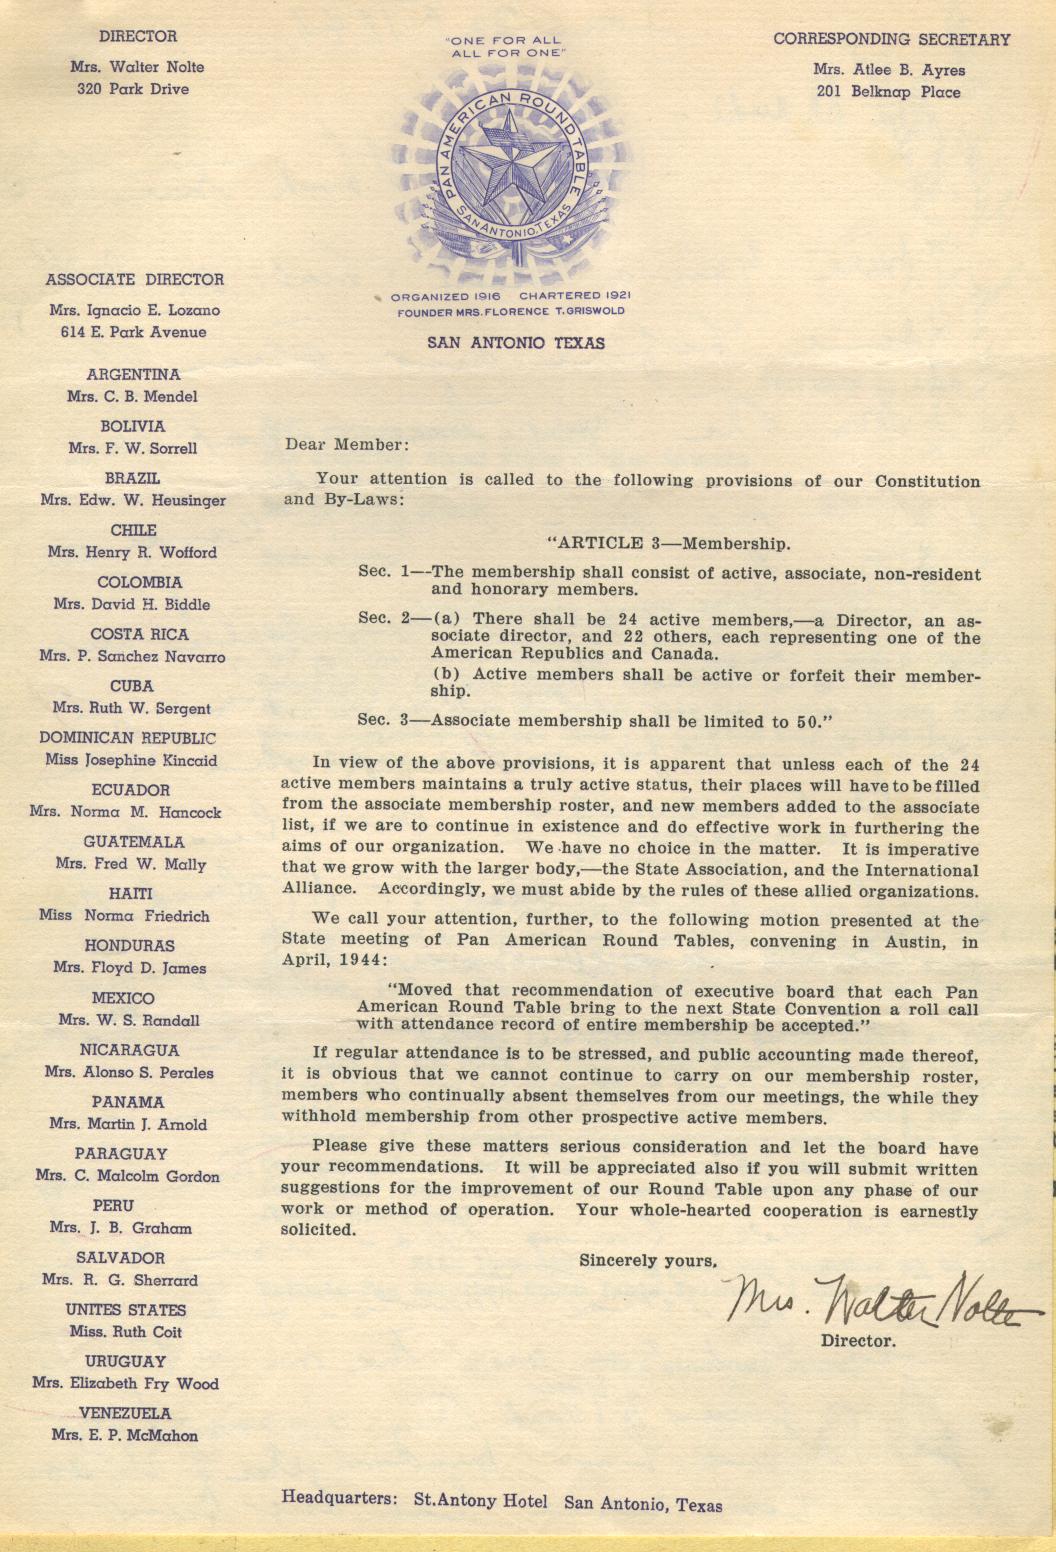 DIRECTOR
Mrs. Walter Nolte
320 Park Drive
"ONE FOR ALL
ALL FOR ONE"
PAN AMERICAN ROUND TABLE
SAN ANTONIO, TEXAS
ORGANIZED 1916 CHARTERED 1921
FOUNDER MRS. FLORENCE T. GRISWOLD
SAN ANTONIO TEXAS
CORRESPONDING SECRETARY
Mrs. Atlee B. Ayres
201 Belknap Place
ASSOCIATE DIRECTOR
Mrs. Ignacio E. Lozano
614 E. Park Avenue
ARGENTINA
Mrs. C. B. Mendel
BOLIVIA
Mrs. F. W. Sorrell
BRAZIL
Mrs. Edw. W. Heusinger
CHILE
Mrs. Henry R. Wofford
COLOMBIA
Mrs. David H. Biddle
COSTA RICA
Mrs. P. Sanchez Navarro
CUBA
Mrs. Ruth W. Sergent
DOMINICAN REPUBLIC
Miss Josephine Kincaid
ECUADOR
Mrs. Norma M. Hancock
GUATEMALA
Mrs. Fred W. Mally
HAITI
Miss Norma Friedrich
HONDURAS
Mrs. Floyd D. James
MEXICO
Mrs. W. S. Randall
NICARAGUA
Mrs. Alonso S. Perales
PANAMA
Mrs. Martin J. Arnold
PARAGUAY
Mrs. C. Malcolm Gordon
PERU
Mrs. J. B. Graham
SALVADOR
Mrs. R. G. Sherrard
UNITED STATES
Miss. Ruth Coit
URUGUAY
Mrs. Elizabeth Fry Wood
VENEZUELA
Mrs. E. P. McMahon
Dear Member:
Your attention is called to the following provisions of our Constitution
and By-Laws:
"ARTICLE 3—Membership.
Sec. 1—The membership shall consist of active, associate, non-resident
and honorary members.
Sec. 2—(a) There shall be 24 active members,—a Director, an as-
sociate director, and 22 others, each representing one of the
American Republics and Canada.
(b) Active members shall be active or forfeit their member-
ship.
Sec. 3—Associate membership shall be limited to 50."
In view of the above provisions, it is apparent that unless each of the 24
active members maintains a truly active status, their places will have to be filled
from the associate membership roster, and new members added to the associate
list, if we are to continue in existence and do effective work in furthering the
aims of our organization. We have no choice in the matter. It is imperative
that we grow with the larger body,—the State Association, and the International
Alliance. Accordingly, we must abide by the rules of these allied organizations.
We call your attention, further, to the following motion presented at the
State meeting of Pan American Round Tables, convening in Austin, in
April, 1944:
"Moved that recommendation of executive board that each Pan
American Round Table bring to the next State Convention a roll call
with attendance record of entire membership be accepted."
If regular attendance is to be stressed, and public accounting made thereof,
it is obvious that we cannot continue to carry on our membership roster,
members who continually absent themselves from our meetings, the while they
withhold membership from other prospective active members.
Please give these matters serious consideration and let the board have
your recommendations. It will be appreciated also if you will submit written
suggestions for the improvement of our Round Table upon any phase of our
work or method of operation. Your whole-hearted cooperation is earnestly
solicited.
Sincerely yours,
Mrs. Walter Nolte
Director.
Headquarters: St.Antony Hotel San Antonio, Texas